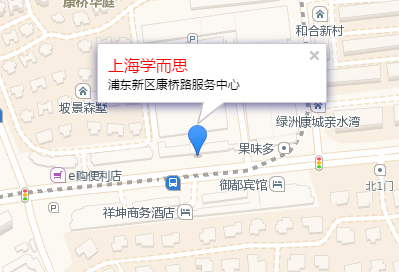 康桥华庭
和合新村
上海学而思
浦东新区康桥路服务中心
P
坡景森墅
绿洲康城亲水湾
果味多
e购便利店
御都宾馆
北1门
P
祥坤商务酒店